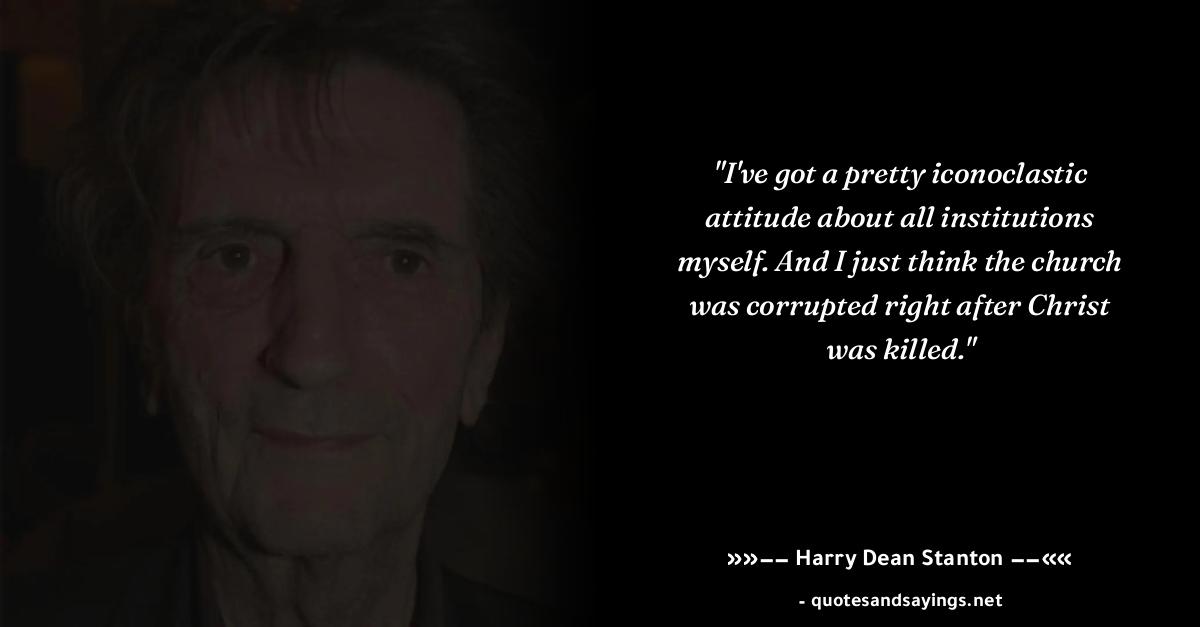 "I've got a pretty iconoclastic
attitude about all institutions
myself. And I just think the church
was corrupted right after Christ
was killed."
»»−− Harry Dean Stanton −−««
- quotesandsayings.net